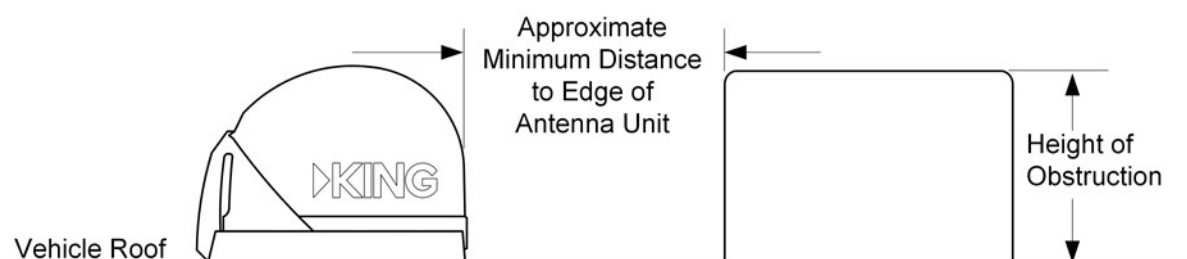 Approximate
Minimum Distance
to Edge of
Antenna Unit
KING
Height of
Obstruction
Vehicle Roof